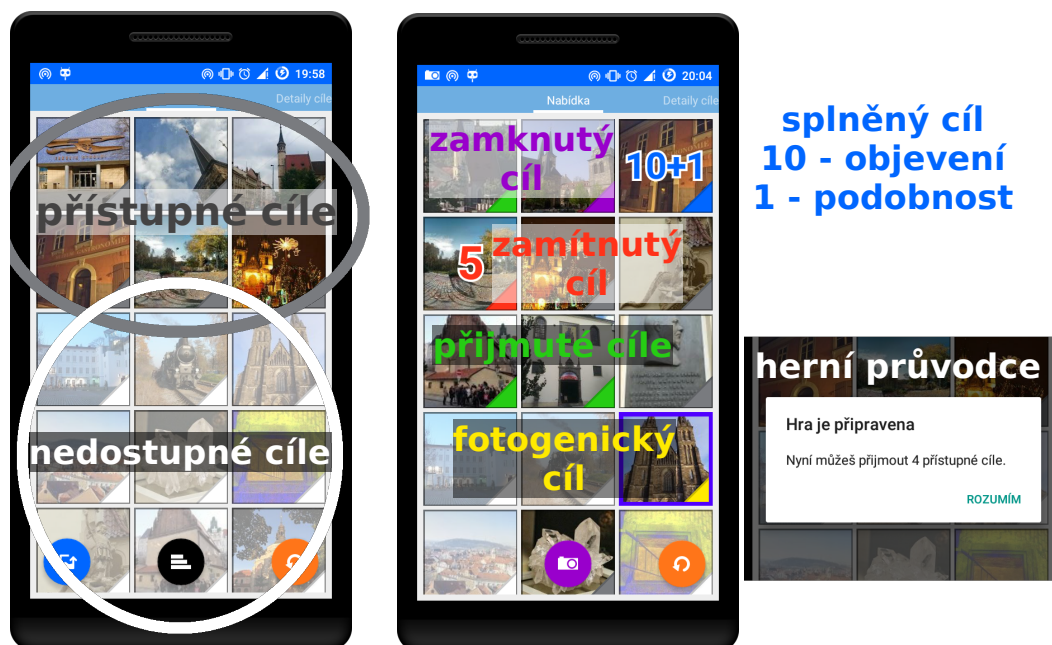 19:58
Detaily cíle
přístupné cíle
nedostupné cíle
20:04
Nabídka
Detaily cíle
zamknutý
cíl
10+1
5
zamítnutý
cíl
přijmuté cíle
fotogenický
cíl
splněný cíl
10 - objevení
1 - podobnost
herní průvodce
Hra je připravena
Nyní můžeš přijmout 4 přístupné cíle.
ROZUMÍM